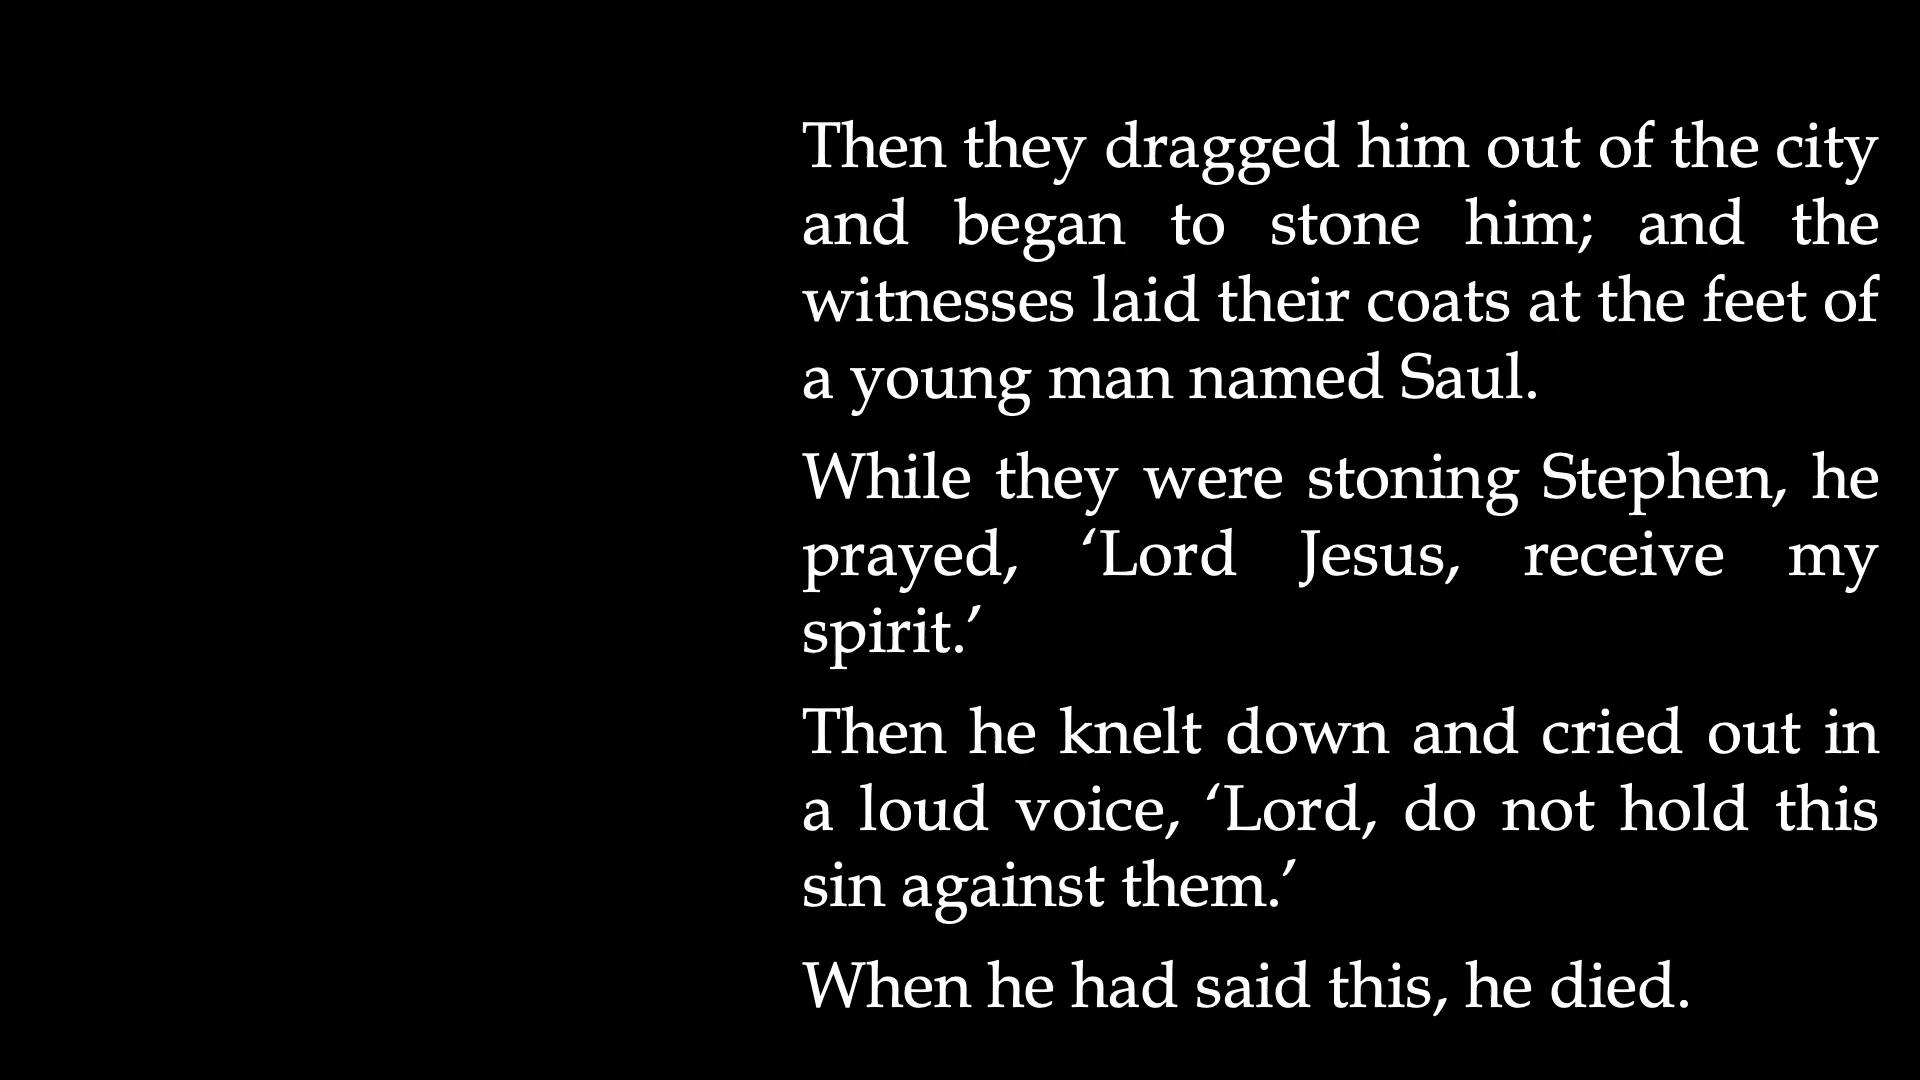 Then they dragged him out of the city
and began to stone him; and the
witnesses laid their coats at the feet of
a young man named Saul.
While they were stoning Stephen, he
prayed, ‘Lord Jesus, receive my
spirit.’
Then he knelt down and cried out in
a loud voice, ‘Lord, do not hold this
sin against them.’
When he had said this, he died.